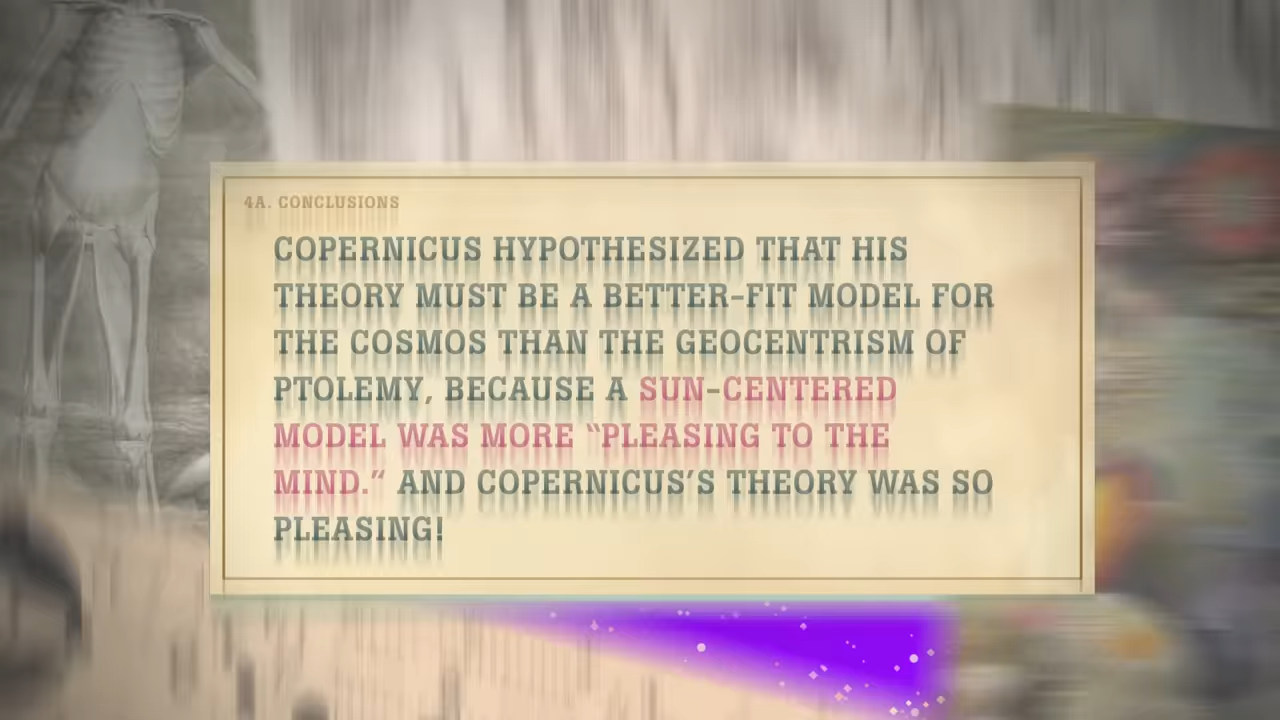 4A. CONCLUSIONS
COPERNICUS HYPOTHESIZED THAT HIS
THEORY MUST BE A BETTER-FIT MODEL FOR
THE COSMOS THAN THE GEOCENTRISM OF
PTOLEMY, BECAUSE A SUN-CENTERED
MODEL WAS MORE “PLEASING TO THE
MIND.” AND COPERNICUS’S THEORY WAS SO
PLEASING!